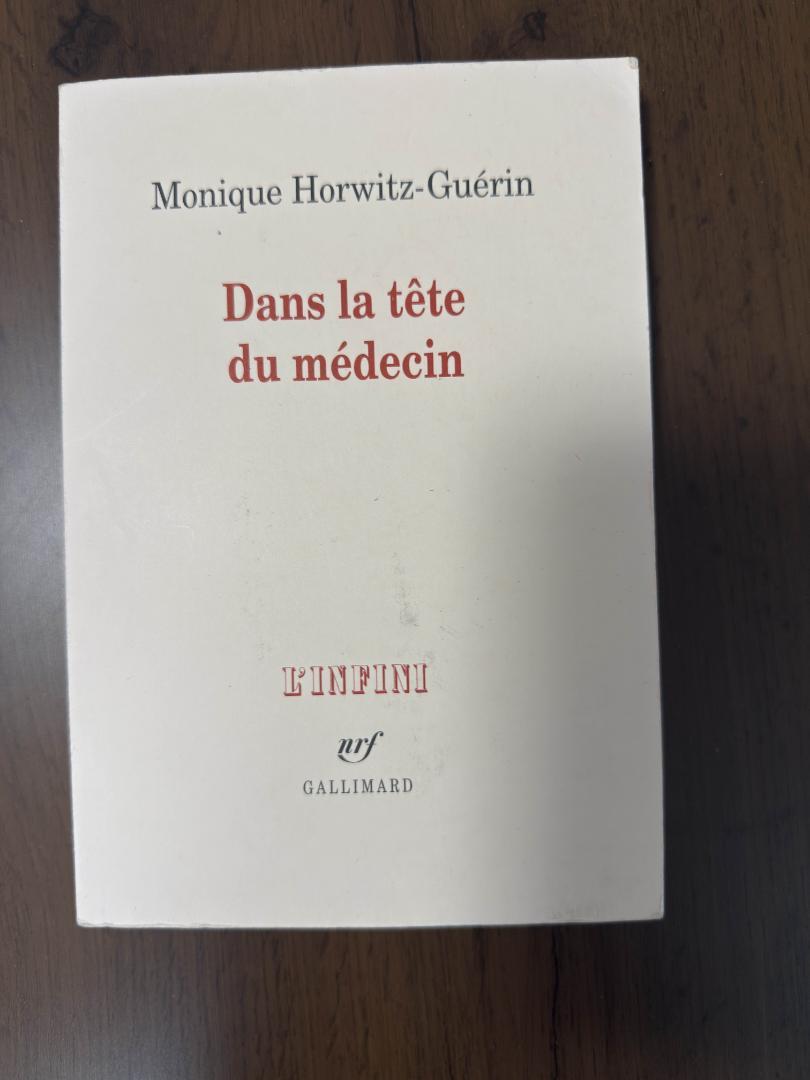 Monique Horwitz-Guérin
Dans la tête
du médecin
L'INFINI
nrf
GALLIMARD